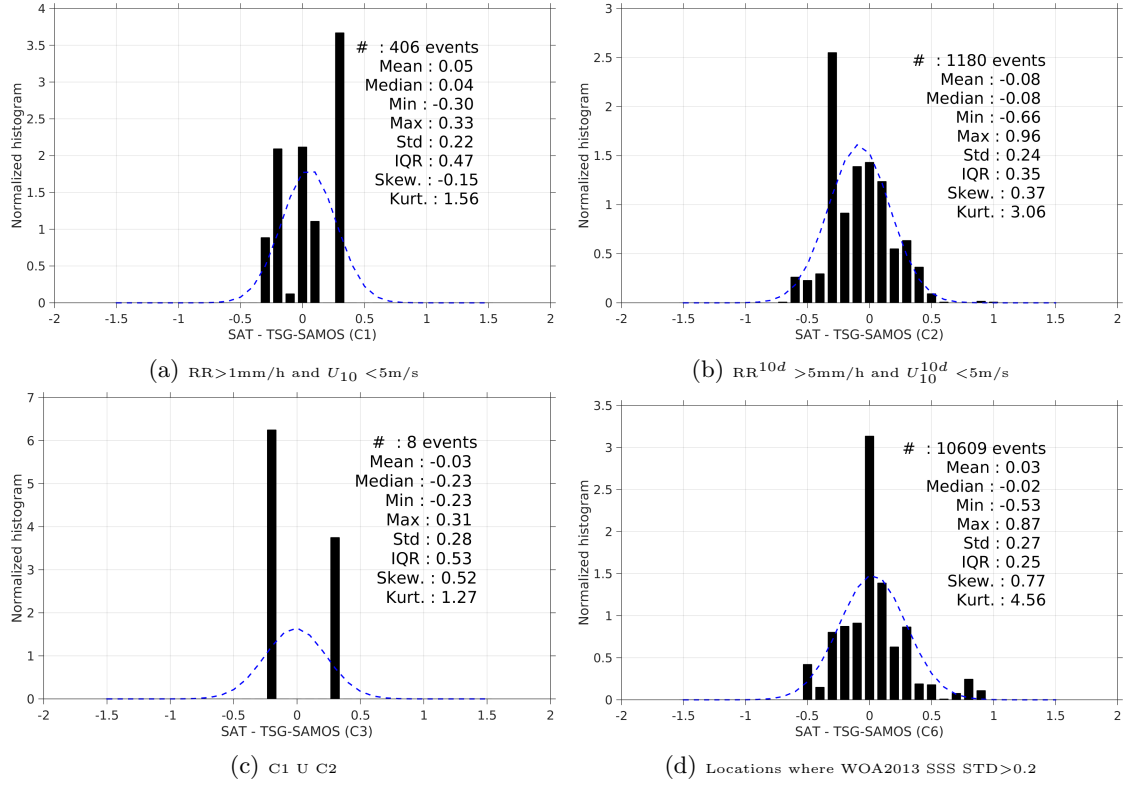 4
3.5
3
2.5
2
1.5
1
0.5
0
-2
-1.5
-1
-0.5
0
0.5
1
1.5
2
Normalized histogram
SAT - TSG-SAMOS (C1)
# : 406 events
Mean : 0.05
Median : 0.04
Min : -0.30
Max : 0.33
Std : 0.22
IQR : 0.47
Skew. : -0.15
Kurt. : 1.56
(a) RR>1mm/h and U10 <5m/s
3
2.5
2
1.5
1
0.5
0
-2
-1.5
-1
-0.5
0
0.5
1
1.5
2
Normalized histogram
SAT - TSG-SAMOS (C2)
# : 1180 events
Mean : -0.08
Median : -0.08
Min : -0.66
Max : 0.96
Std : 0.24
IQR : 0.35
Skew. : 0.37
Kurt. : 3.06
(b) RR10d >5mm/h and U10d10 <5m/s
7
6
5
4
3
2
1
0
-2
-1.5
-1
-0.5
0
0.5
1
1.5
2
Normalized histogram
SAT - TSG-SAMOS (C3)
# : 8 events
Mean : -0.03
Median : -0.23
Min : -0.23
Max : 0.31
Std : 0.28
IQR : 0.53
Skew. : 0.52
Kurt. : 1.27
(c) C1 U C2
3.5
3
2.5
2
1.5
1
0.5
0
-2
-1.5
-1
-0.5
0
0.5
1
1.5
2
Normalized histogram
SAT - TSG-SAMOS (C6)
# : 10609 events
Mean : 0.03
Median : -0.02
Min : -0.53
Max : 0.87
Std : 0.27
IQR : 0.25
Skew. : 0.77
Kurt. : 4.56
(d) Locations where WOA2013 SSS STD>0.2